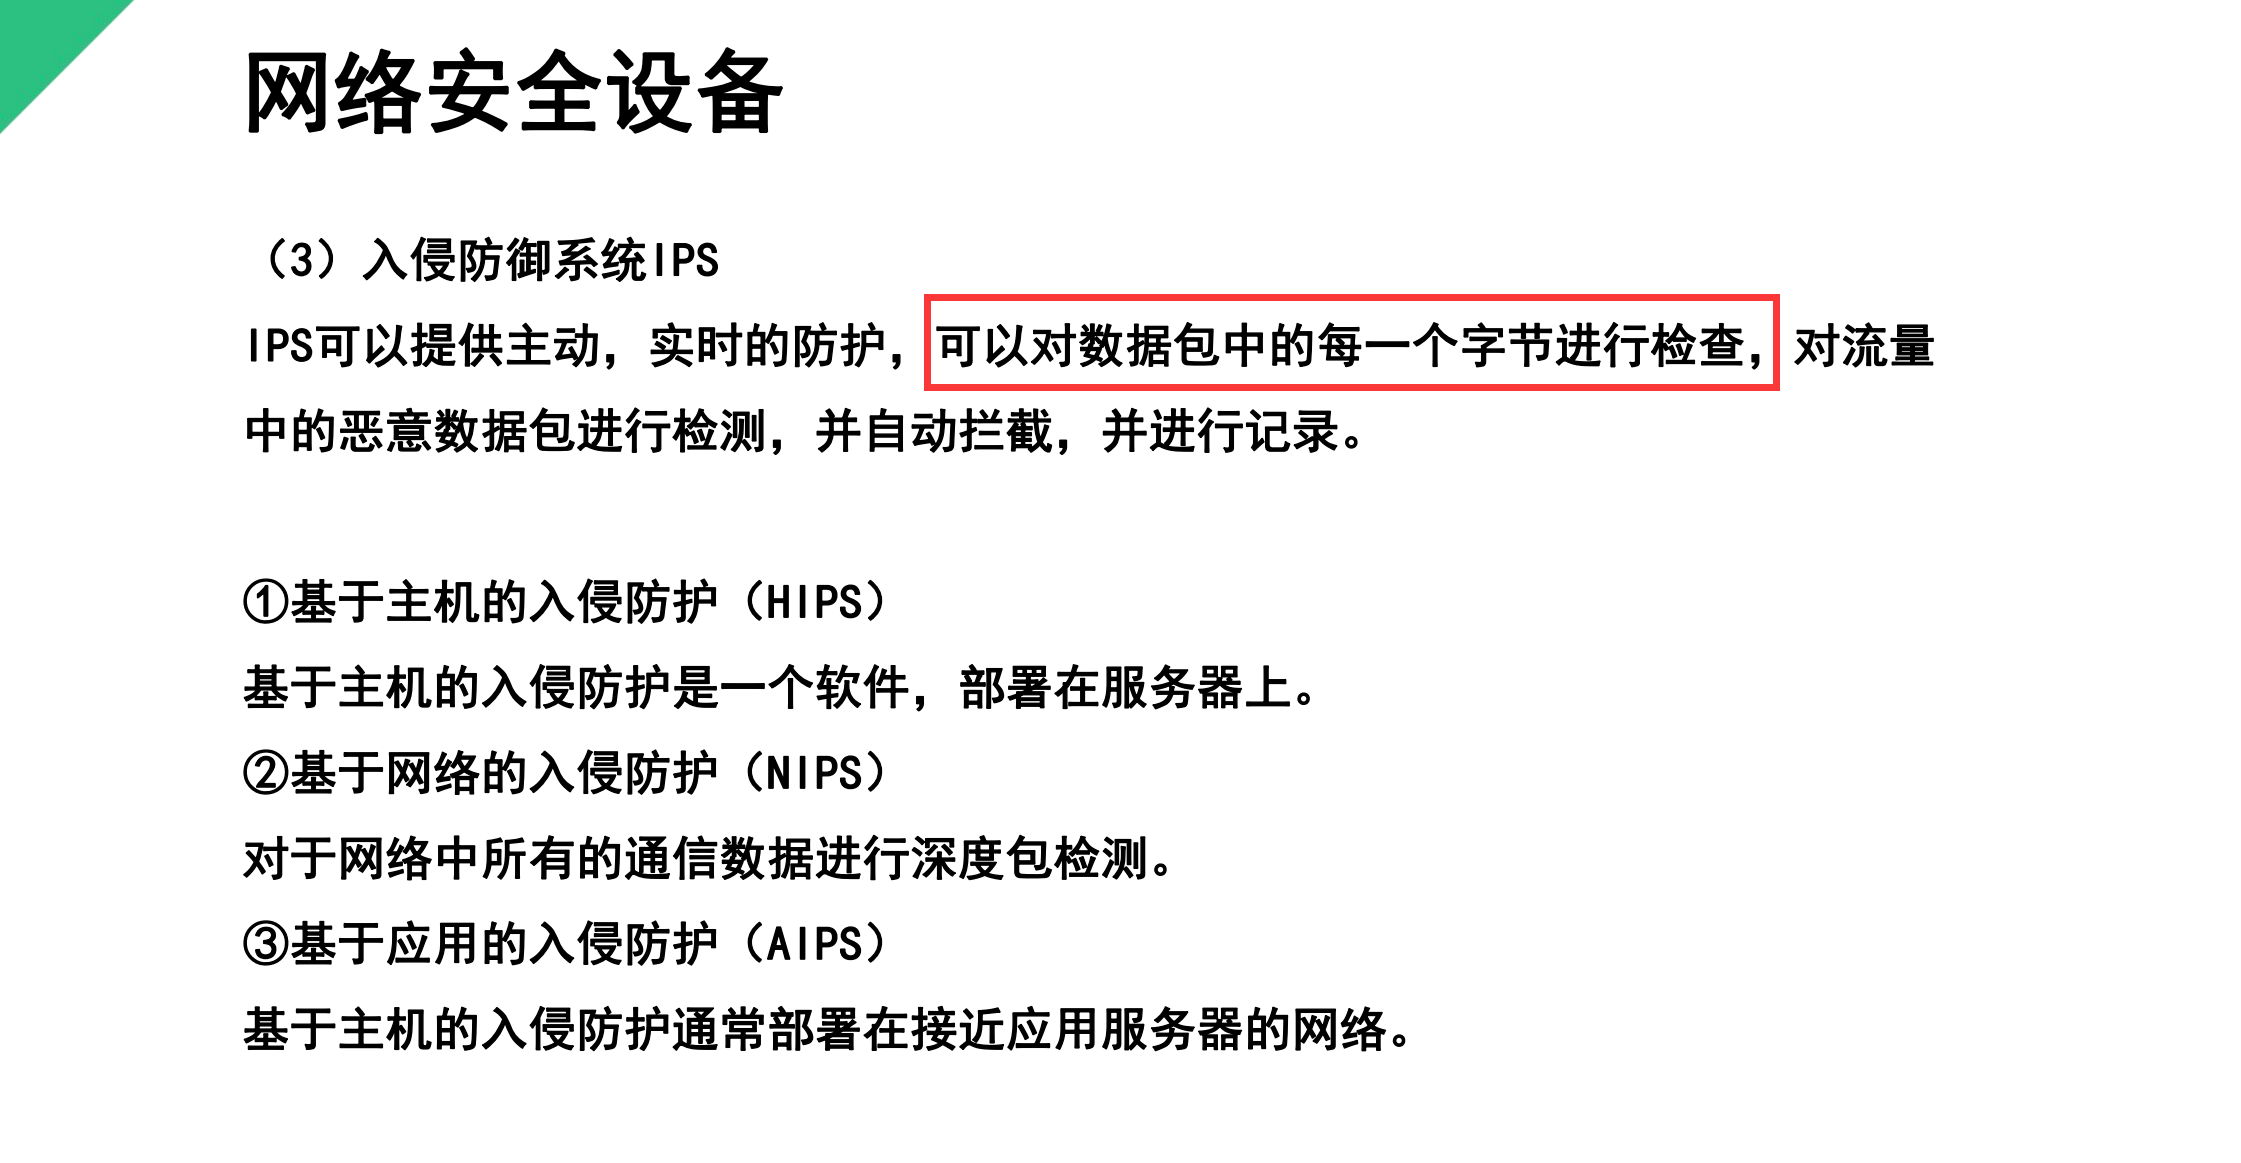 网络安全设备
（3）入侵防御系统IPS
IPS可以提供主动，实时的防护，可以对数据包中的每一个字节进行检查，对流量
中的恶意数据包进行检测，并自动拦截，并进行记录。
①基于主机的入侵防护（HIPS）
基于主机的入侵防护是一个软件，部署在服务器上。
②基于网络的入侵防护（NIPS）
对于网络中所有的通信数据进行深度包检测。
③基于应用的入侵防护（AIPS）
基于主机的入侵防护通常部署在接近应用服务器的网络。